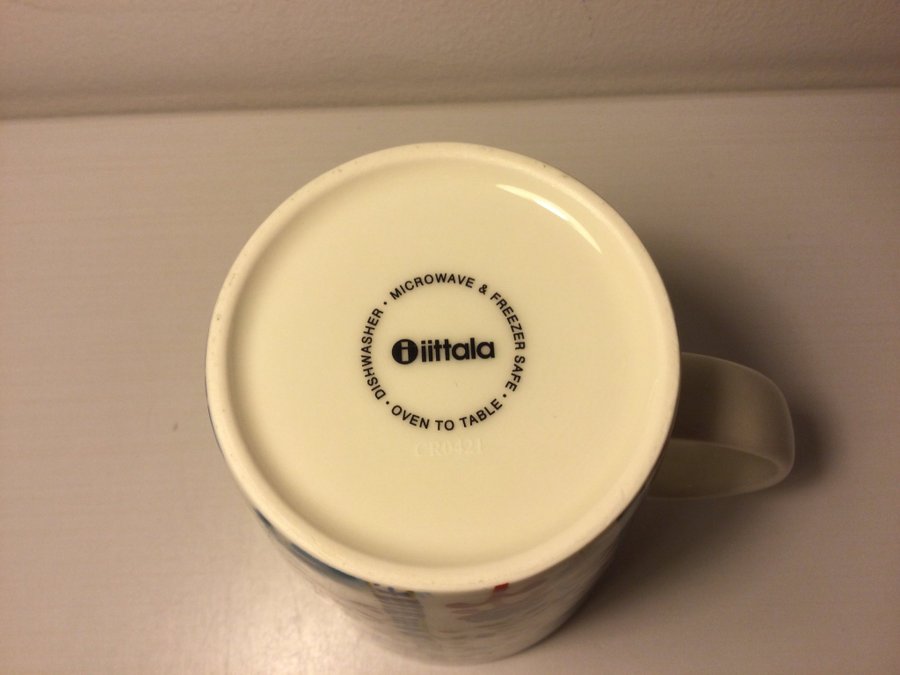 DISHWASHER · MICROWAVE & FREEZER SAFE · OVEN TO TABLE ·
i iittala
CR0421